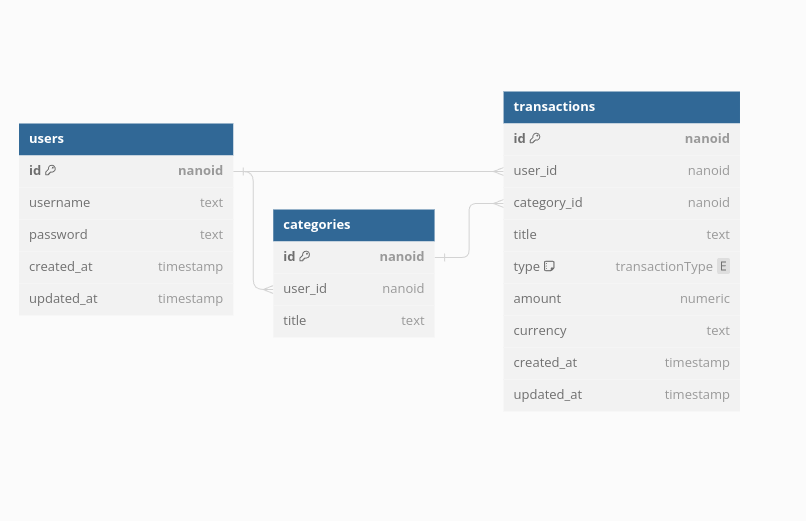 users
id nanoid
username text
password text
created_at timestamp
updated_at timestamp
categories
id nanoid
user_id nanoid
title text
transactions
id nanoid
user_id nanoid
category_id nanoid
title text
type transactionType E
amount numeric
currency text
created_at timestamp
updated_at timestamp